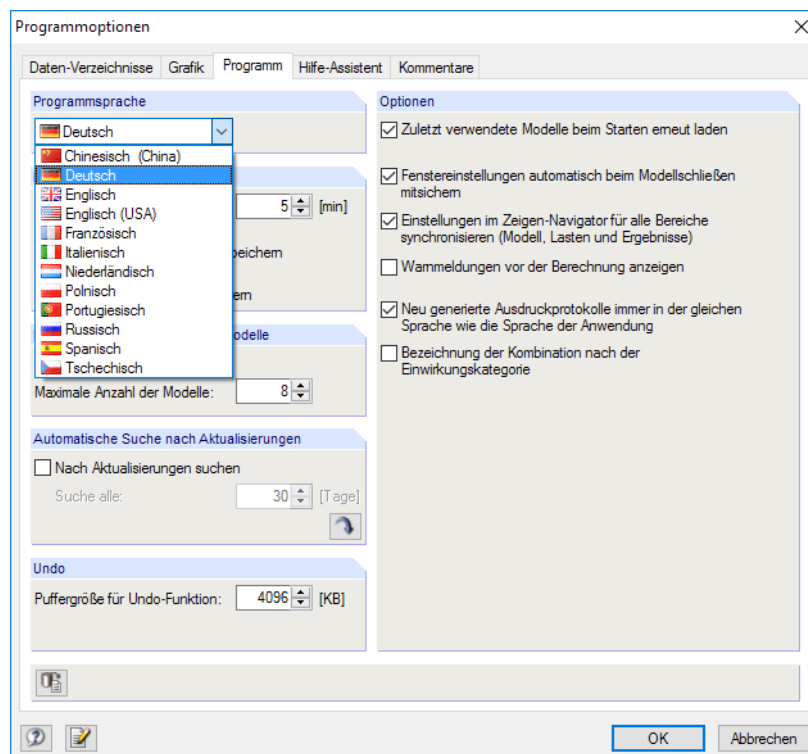 Programmoptionen
Daten-Verzeichnisse Grafik Programm Hilfe-Assistent Kommentare
Programmsprache
Deutsch
Chinesisch (China)
Deutsch
Englisch
Englisch (USA)
Französisch
Italienisch
Niederländisch
Polnisch
Portugiesisch
Russisch
Spanisch
Tschechisch
5 [min]
Maximale Anzahl der Modelle: 8
Automatische Suche nach Aktualisierungen
Nach Aktualisierungen suchen
Suche alle: 30 [Tage]
Undo
Puffergröße für Undo-Funktion: 4096 [KB]
Optionen
Zuletzt verwendete Modelle beim Starten erneut laden
Fenstereinstellungen automatisch beim Modellschließen
mitsichern
Einstellungen im Zeigen-Navigator für alle Bereiche
synchronisieren (Modell, Lasten und Ergebnisse)
Warnmeldungen vor der Berechnung anzeigen
Neu generierte Ausdruckprotokolle immer in der gleichen
Sprache wie die Sprache der Anwendung
Bezeichnung der Kombination nach der
Einwirkungskategorie
OK Abbrechen